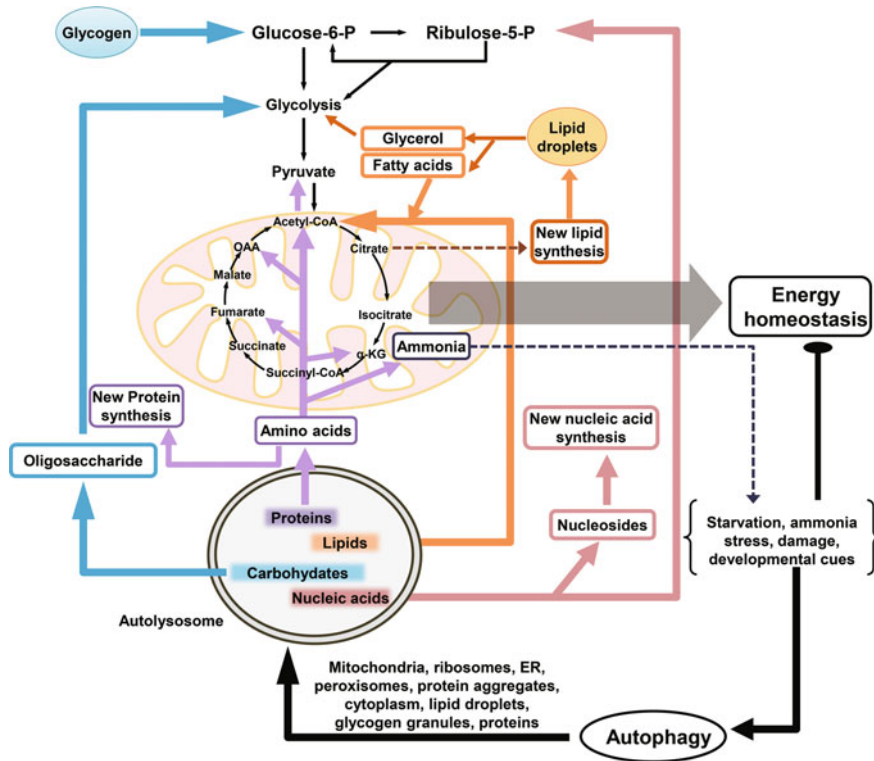 Glycogen
Glucose-6-P
Ribulose-5-P
Glycolysis
Glycerol
Fatty acids
Lipid
droplets
Pyruvate
Acetyl-CoA
OAA
Citrate
New lipid
synthesis
Malate
Energy
homeostasis
Fumarate
Isocitrate
Succinate
α-KG
Ammonia
Succinyl-CoA
New Protein
synthesis
Amino acids
New nucleic acid
synthesis
Oligosaccharide
Proteins
Nucleosides
Starvation, ammonia
stress, damage,
developmental cues
Lipids
Carbohydates
Nucleic acids
Autolysosome
Mitochondria, ribosomes, ER,
peroxisomes, protein aggregates,
cytoplasm, lipid droplets,
glycogen granules, proteins
Autophagy